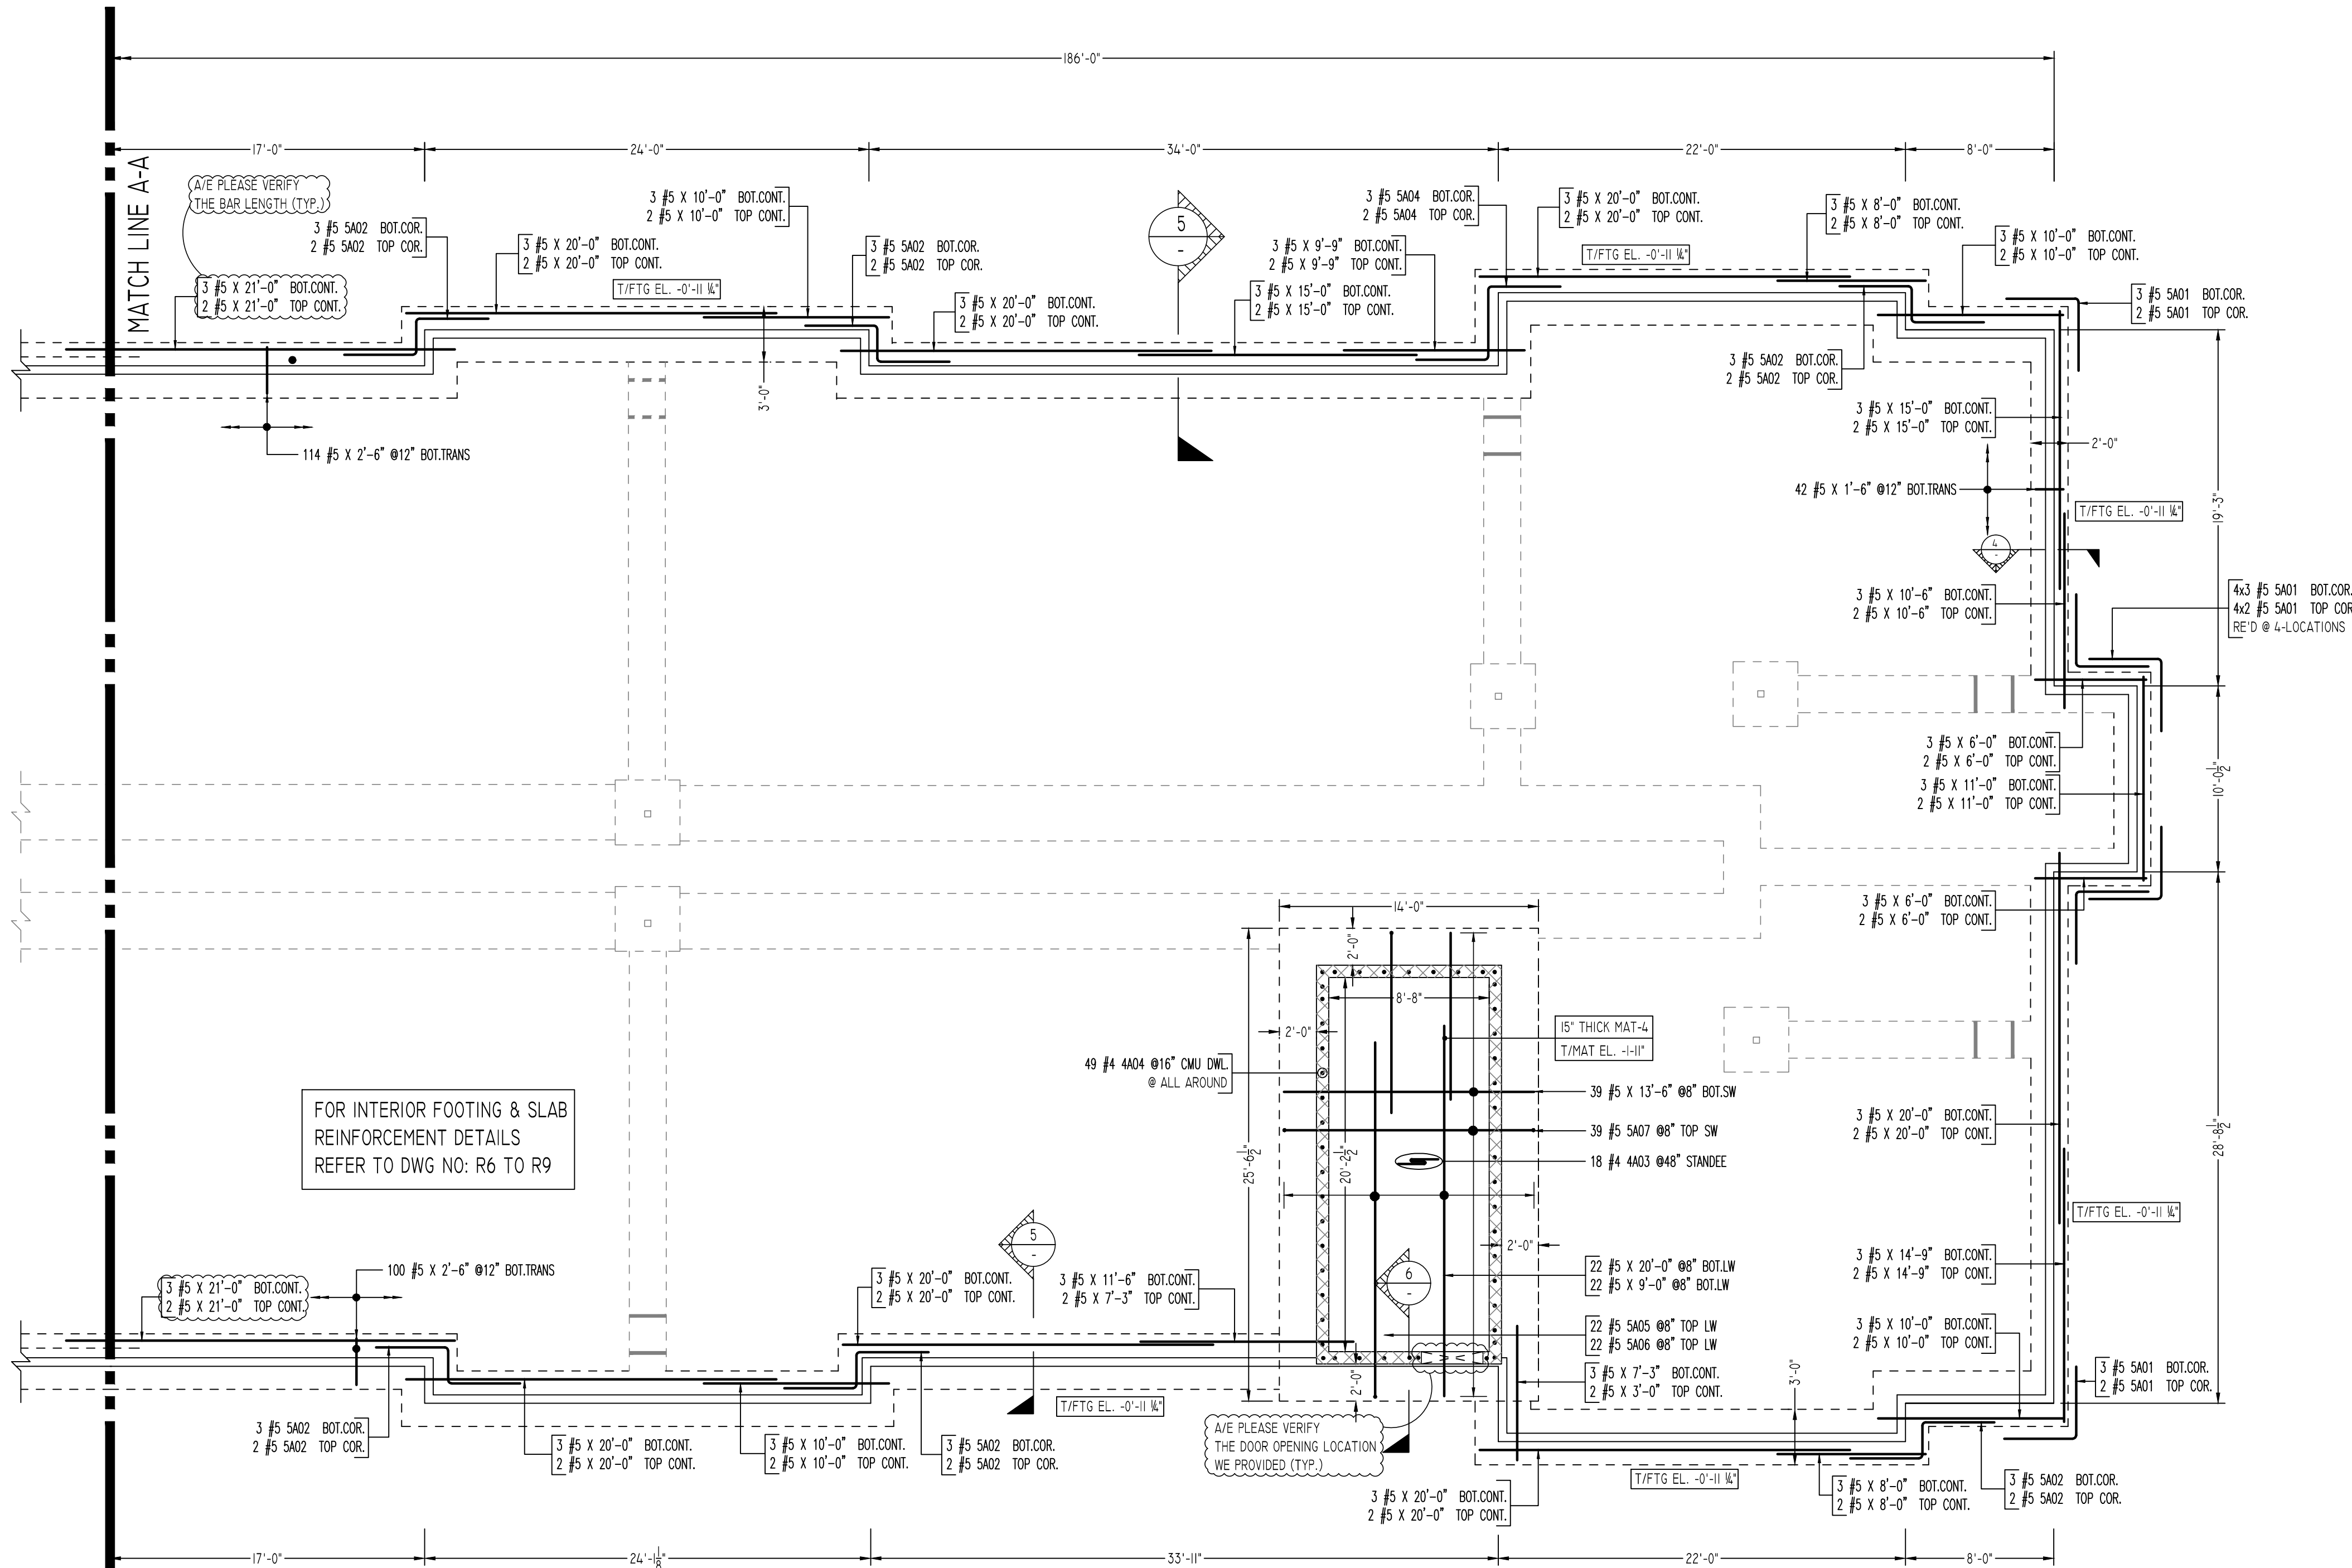 186'-0"
17'-0"
24'-0"
34'-0"
22'-0"
8'-0"
MATCH LINE A-A
A/E PLEASE VERIFY
THE BAR LENGTH (TYP.)
3 #5 5A02 BOT.COR.
2 #5 5A02 TOP COR.
3 #5 X 21'-0" BOT.CONT.
2 #5 X 21'-0" TOP CONT.
3 #5 X 20'-0" BOT.CONT.
2 #5 X 20'-0" TOP CONT.
3 #5 X 10'-0" BOT.CONT.
2 #5 X 10'-0" TOP CONT.
T/FTG EL. -0'-11 1/4"
3 #5 5A02 BOT.COR.
2 #5 5A02 TOP COR.
3 #5 X 20'-0" BOT.CONT.
2 #5 X 20'-0" TOP CONT.
5
-
3 #5 5A04 BOT.COR.
2 #5 5A04 TOP COR.
3 #5 X 9'-9" BOT.CONT.
2 #5 X 9'-9" TOP CONT.
3 #5 X 15'-0" BOT.CONT.
2 #5 X 15'-0" TOP CONT.
3 #5 X 20'-0" BOT.CONT.
2 #5 X 20'-0" TOP CONT.
T/FTG EL. -0'-11 1/4"
3 #5 X 8'-0" BOT.CONT.
2 #5 X 8'-0" TOP CONT.
3 #5 X 10'-0" BOT.CONT.
2 #5 X 10'-0" TOP CONT.
3 #5 5A01 BOT.COR.
2 #5 5A01 TOP COR.
3'-0"
3 #5 5A02 BOT.COR.
2 #5 5A02 TOP COR.
114 #5 X 2'-6" @12" BOT.TRANS
3 #5 X 15'-0" BOT.CONT.
2 #5 X 15'-0" TOP CONT.
2'-0"
42 #5 X 1'-6" @12" BOT.TRANS
T/FTG EL. -0'-11 1/4"
19'-3"
4
-
3 #5 X 10'-6" BOT.CONT.
2 #5 X 10'-6" TOP CONT.
4x3 #5 5A01 BOT.COR.
4x2 #5 5A01 TOP COR
RE'D @ 4-LOCATIONS
3 #5 X 6'-0" BOT.CONT.
2 #5 X 6'-0" TOP CONT.
3 #5 X 11'-0" BOT.CONT.
2 #5 X 11'-0" TOP CONT.
10'-0 1/2"
3 #5 X 6'-0" BOT.CONT.
2 #5 X 6'-0" TOP CONT.
14'-0"
2'-0"
8'-8"
2'-0"
15" THICK MAT-4
T/MAT EL. -1-11"
49 #4 4A04 @16" CMU DWL.
@ ALL AROUND
39 #5 X 13'-6" @8" BOT.SW
39 #5 5A07 @8" TOP SW
18 #4 4A03 @48" STANDEE
25'-6 1/2"
20'-2 1/2"
3 #5 X 20'-0" BOT.CONT.
2 #5 X 20'-0" TOP CONT.
28'-8 1/2"
FOR INTERIOR FOOTING & SLAB
REINFORCEMENT DETAILS
REFER TO DWG NO: R6 TO R9
T/FTG EL. -0'-11 1/4"
5
-
2'-0"
6
-
22 #5 X 20'-0" @8" BOT.LW
22 #5 X 9'-0" @8" BOT.LW
3 #5 X 14'-9" BOT.CONT.
2 #5 X 14'-9" TOP CONT.
100 #5 X 2'-6" @12" BOT.TRANS
3 #5 X 21'-0" BOT.CONT.
2 #5 X 21'-0" TOP CONT.
3 #5 X 20'-0" BOT.CONT.
2 #5 X 20'-0" TOP CONT.
3 #5 X 11'-6" BOT.CONT.
2 #5 X 7'-3" TOP CONT.
22 #5 5A05 @8" TOP LW
22 #5 5A06 @8" TOP LW
3 #5 X 10'-0" BOT.CONT.
2 #5 X 10'-0" TOP CONT.
2'-0"
3 #5 X 7'-3" BOT.CONT.
2 #5 X 3'-0" TOP CONT.
3'-0"
3 #5 5A01 BOT.COR.
2 #5 5A01 TOP COR.
T/FTG EL. -0'-11 1/4"
A/E PLEASE VERIFY
THE DOOR OPENING LOCATION
WE PROVIDED (TYP.)
3 #5 5A02 BOT.COR.
2 #5 5A02 TOP COR.
3 #5 X 20'-0" BOT.CONT.
2 #5 X 20'-0" TOP CONT.
3 #5 X 10'-0" BOT.CONT.
2 #5 X 10'-0" TOP CONT.
3 #5 5A02 BOT.COR.
2 #5 5A02 TOP COR.
T/FTG EL. -0'-11 1/4"
3 #5 X 20'-0" BOT.CONT.
2 #5 X 20'-0" TOP CONT.
3 #5 X 8'-0" BOT.CONT.
2 #5 X 8'-0" TOP CONT.
3 #5 5A02 BOT.COR.
2 #5 5A02 TOP COR.
17'-0"
24'-1 1/8"
33'-11"
22'-0"
8'-0"